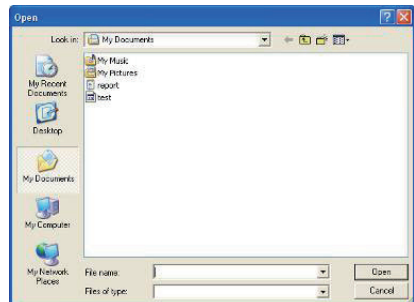 Open
Look in: My Documents
My Recent
Documents
Desktop
My Documents
My Computer
My Network
Places
My Music
My Pictures
report
test
File name: Open
Files of type: Cancel